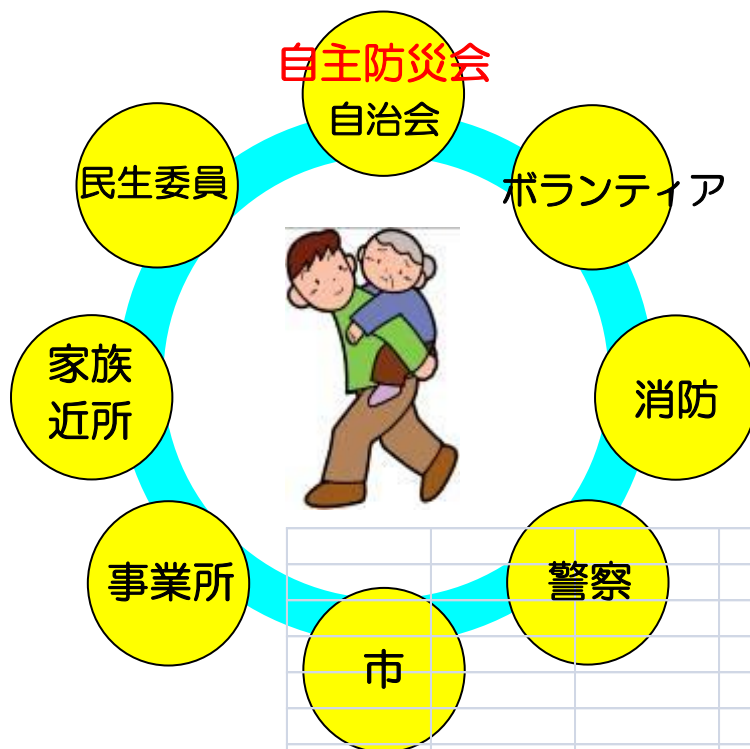 自主防災会
自治会
民生委員
ボランティア
家族
近所
消防
事業所
警察
市